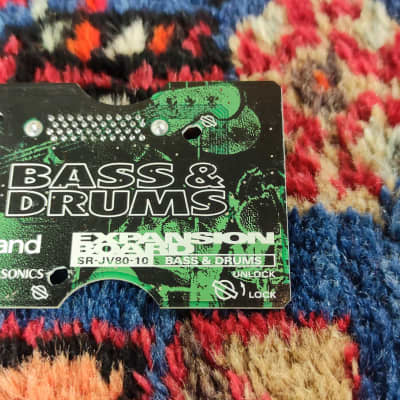 BASS &
DRUMS
and
EXPANSION
BOARD
SR-JV80-10 BASS & DRUMS
SONICS
UNLOCK
LOCK